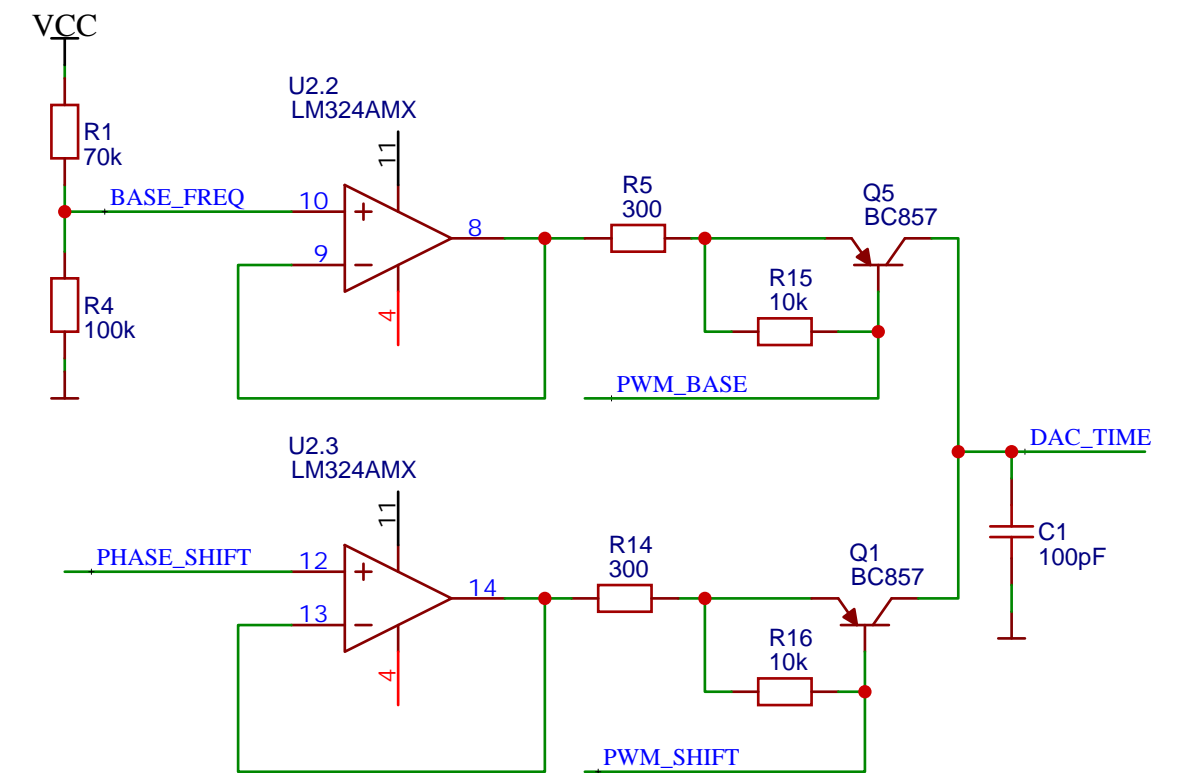 VCC
R1
70k
BASE_FREQ
R4
100k
U2.2
LM324AMX
11
10
9
8
4
R5
300
Q5
BC857
R15
10k
PWM_BASE
DAC_TIME
C1
100pF
U2.3
LM324AMX
11
PHASE_SHIFT
12
13
14
4
R14
300
Q1
BC857
R16
10k
PWM_SHIFT